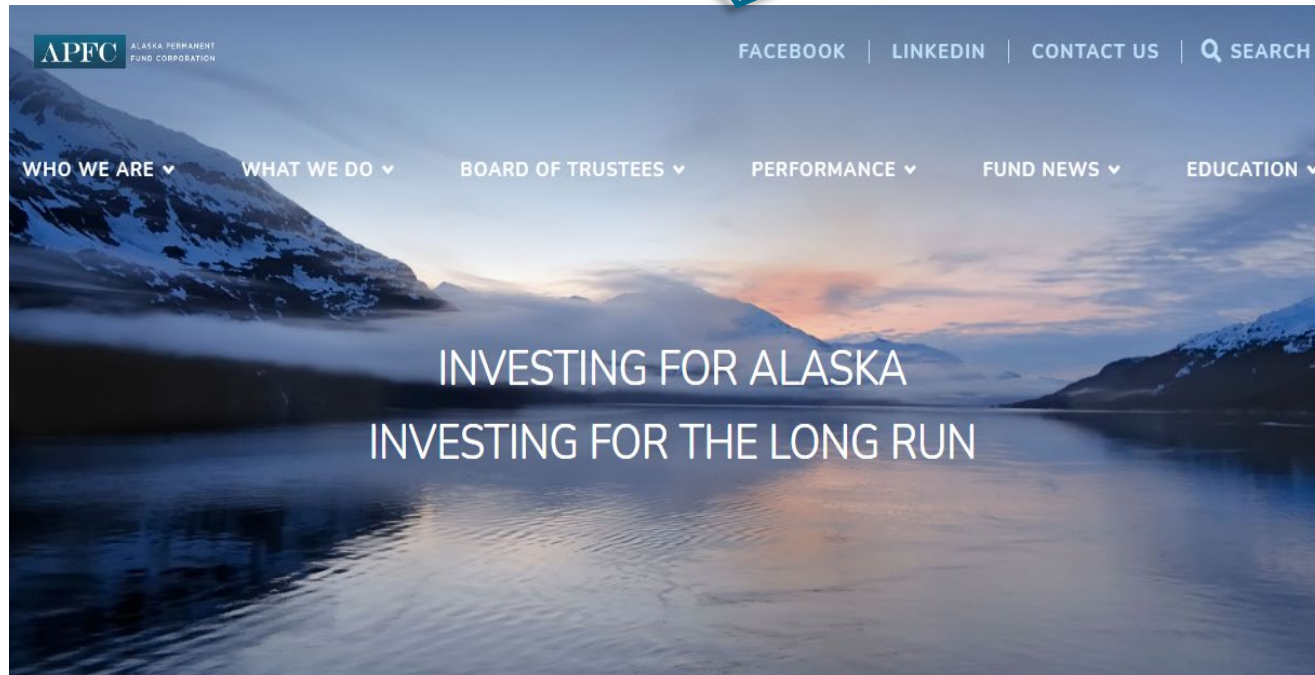 APFC
ALASKA PERMANENT
FUND CORPORATION
FACEBOOK | LINKEDIN | CONTACT US | SEARCH
WHO WE ARE WHAT WE DO BOARD OF TRUSTEES PERFORMANCE FUND NEWS EDUCATION
INVESTING FOR ALASKA
INVESTING FOR THE LONG RUN